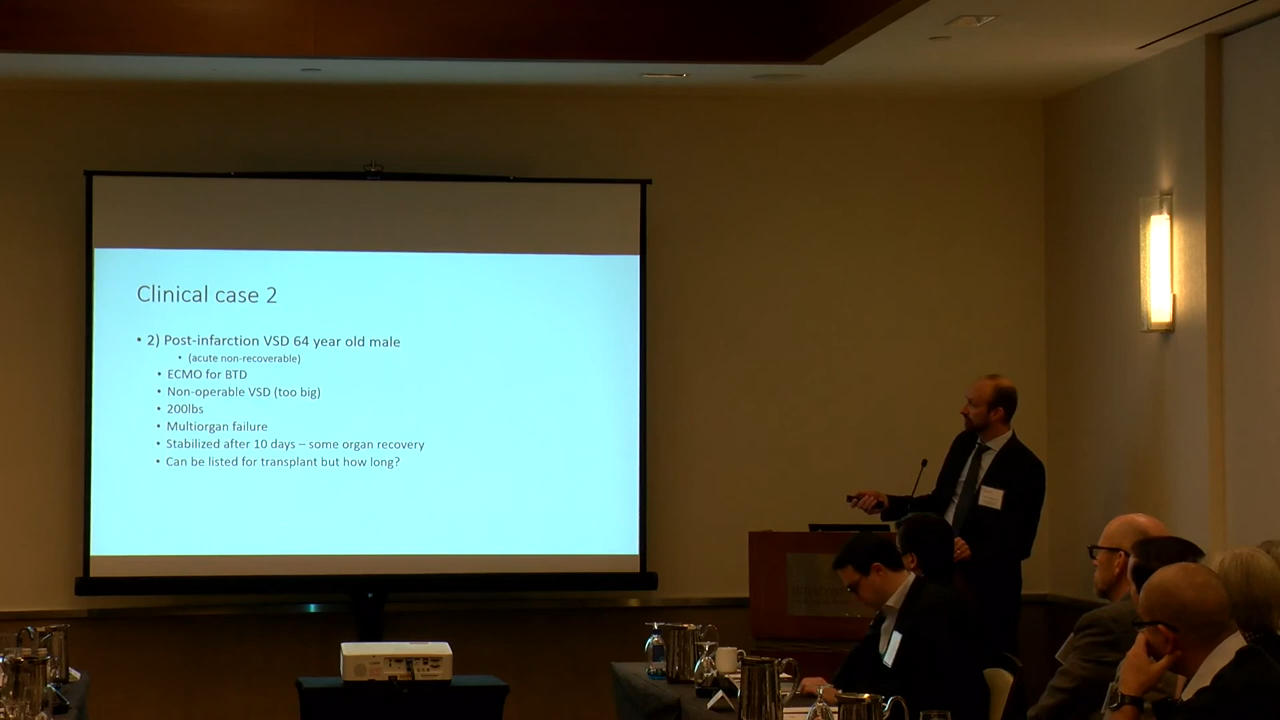 Clinical case 2
• 2) Post-infarction VSD 64 year old male
• (acute non-recoverable)
• ECMO for BTD
• Non-operable VSD (too big)
• 200lbs
• Multiorgan failure
• Stabilized after 10 days – some organ recovery
• Can be listed for transplant but how long?